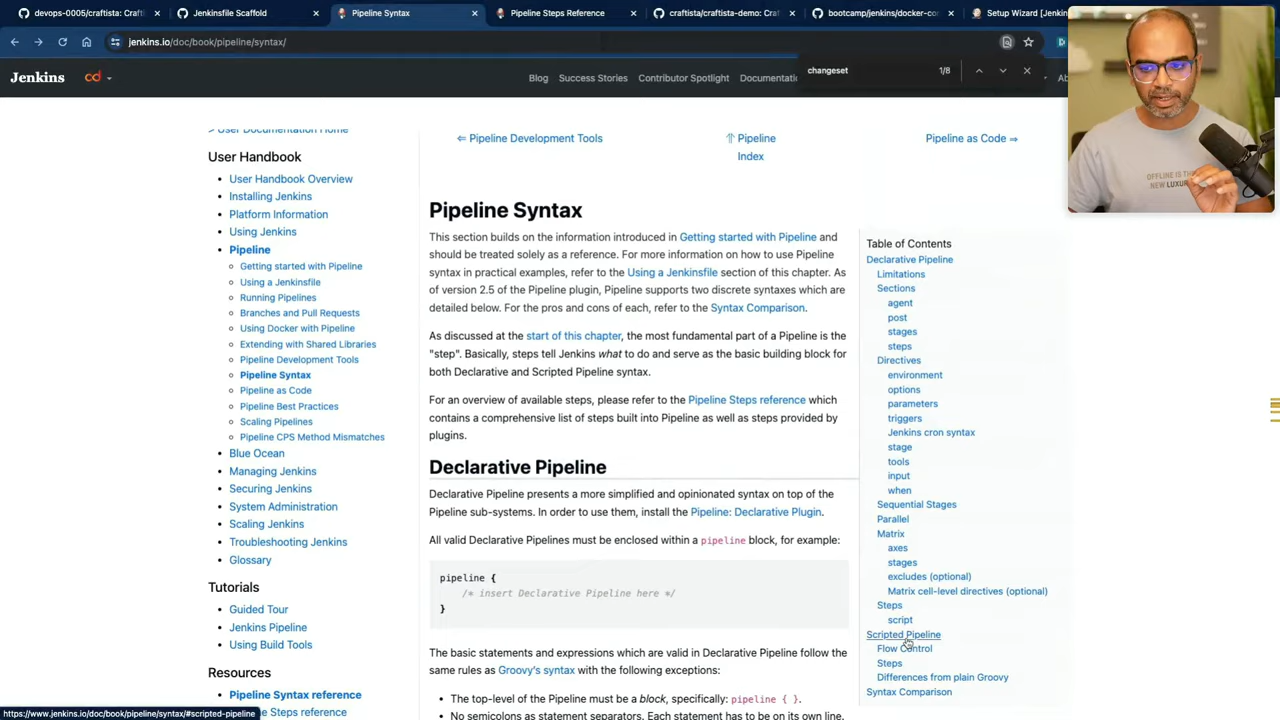 devops-0005/craftista: Craft
Jenkinsfile Scaffold
Pipeline Syntax
Pipeline Steps Reference
craftista/craftista-demo: Cra
bootcamp/jenkins/docker-co
Setup Wizard [Jenki
jenkins.io/doc/book/pipeline/syntax/
changeset
1/8
Jenkins
cd
Blog
Success Stories
Contributor Spotlight
Documentatio
Ab
> User Documentation Home
User Handbook
User Handbook Overview
Installing Jenkins
Platform Information
Using Jenkins
Pipeline
Getting started with Pipeline
Using a Jenkinsfile
Running Pipelines
Branches and Pull Requests
Using Docker with Pipeline
Extending with Shared Libraries
Pipeline Development Tools
Pipeline Syntax
Pipeline as Code
Pipeline Best Practices
Scaling Pipelines
Pipeline CPS Method Mismatches
Blue Ocean
Managing Jenkins
Securing Jenkins
System Administration
Scaling Jenkins
Troubleshooting Jenkins
Glossary
Tutorials
Guided Tour
Jenkins Pipeline
Using Build Tools
Resources
Pipeline Syntax reference
Steps reference
https://www.jenkins.io/doc/book/pipeline/syntax/#scripted-pipeline
⇐ Pipeline Development Tools
⇑ Pipeline
Index
Pipeline as Code ⇒
Pipeline Syntax
This section builds on the information introduced in Getting started with Pipeline and
should be treated solely as a reference. For more information on how to use Pipeline
syntax in practical examples, refer to the Using a Jenkinsfile section of this chapter. As
of version 2.5 of the Pipeline plugin, Pipeline supports two discrete syntaxes which are
detailed below. For the pros and cons of each, refer to the Syntax Comparison.
As discussed at the start of this chapter, the most fundamental part of a Pipeline is the
"step". Basically, steps tell Jenkins what to do and serve as the basic building block for
both Declarative and Scripted Pipeline syntax.
For an overview of available steps, please refer to the Pipeline Steps reference which
contains a comprehensive list of steps built into Pipeline as well as steps provided by
plugins.
Declarative Pipeline
Declarative Pipeline presents a more simplified and opinionated syntax on top of the
Pipeline sub-systems. In order to use them, install the Pipeline: Declarative Plugin.
All valid Declarative Pipelines must be enclosed within a pipeline block, for example:
pipeline {
/* insert Declarative Pipeline here */
}
The basic statements and expressions which are valid in Declarative Pipeline follow the
same rules as Groovy's syntax with the following exceptions:
The top-level of the Pipeline must be a block, specifically: pipeline { }.
No semicolons as statement separators. Each statement has to be on its own line.
Table of Contents
Declarative Pipeline
Limitations
Sections
agent
post
stages
steps
Directives
environment
options
parameters
triggers
Jenkins cron syntax
stage
tools
input
when
Sequential Stages
Parallel
Matrix
axes
stages
excludes (optional)
Matrix cell-level directives (optional)
Steps
script
Scripted Pipeline
Flow Control
Steps
Differences from plain Groovy
Syntax Comparison
OFFLINE IS TH
NEW LUXUR